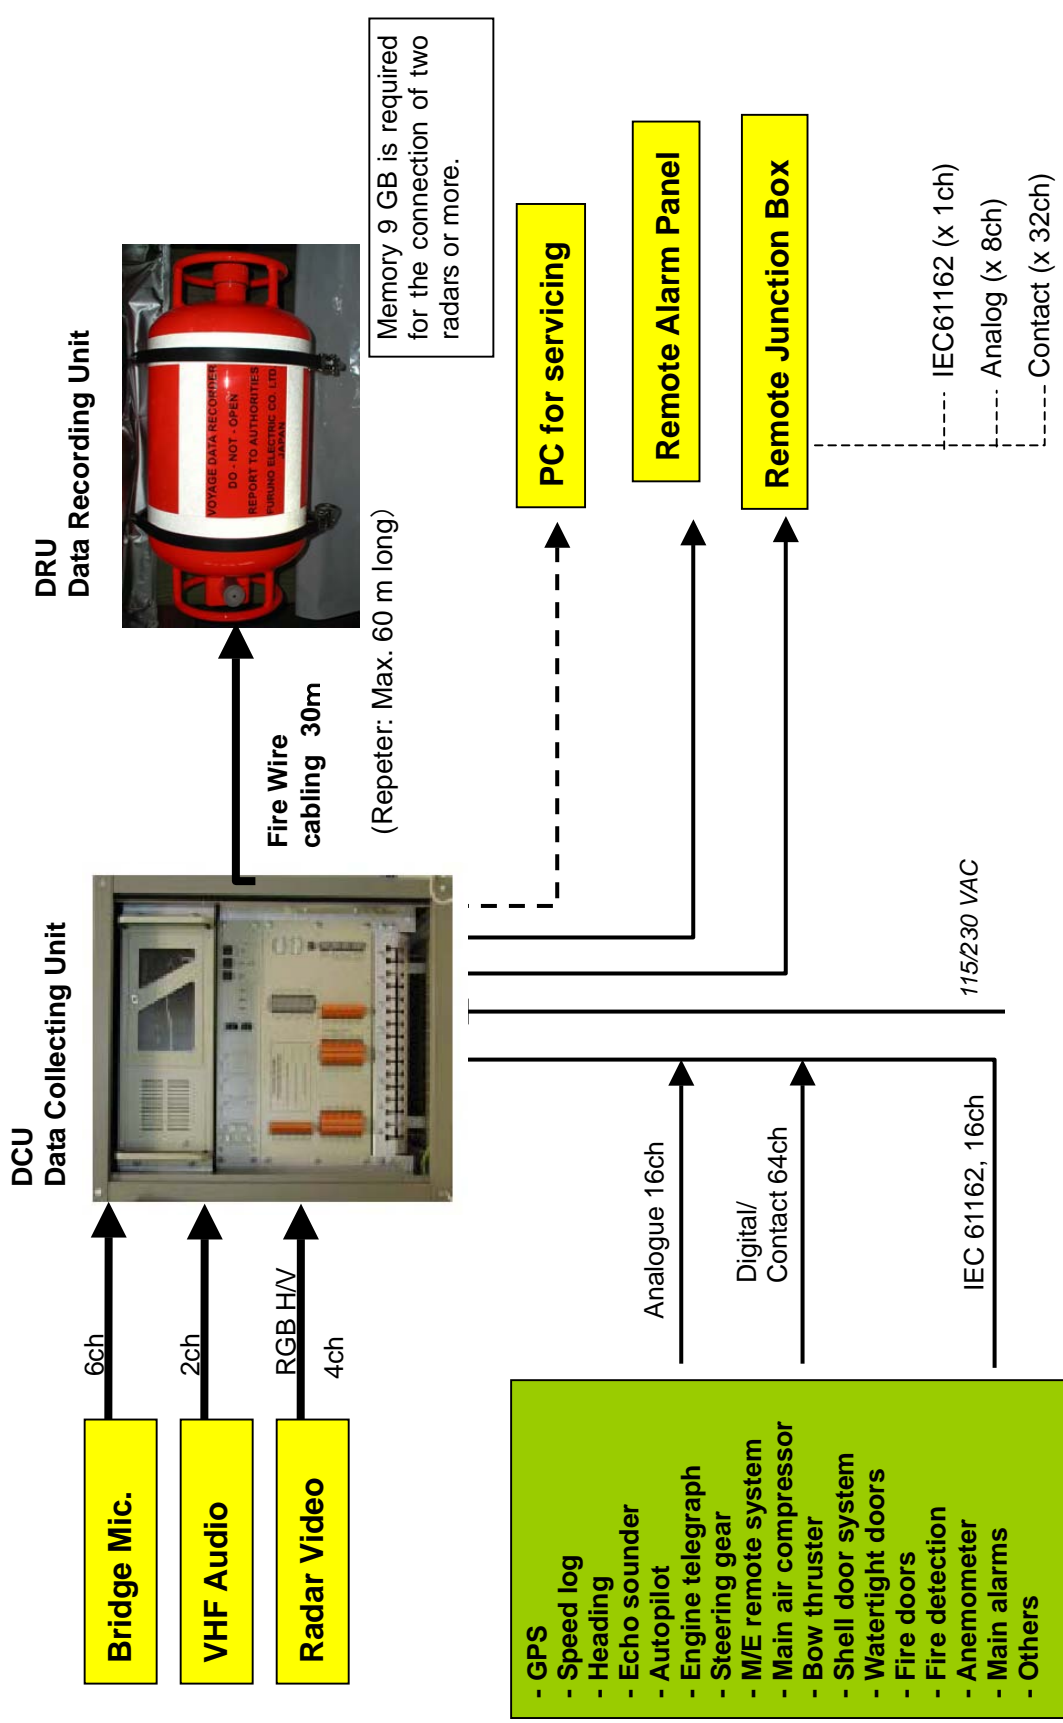 DCU
Data Collecting Unit
DRU
Data Recording Unit
Bridge Mic.
6ch
VHF Audio
2ch
Radar Video
RGB H/V
4ch
Fire Wire
cabling 30m
(Repeter: Max. 60 m long)
VOYAGE DATA RECORDER
DO - NOT - OPEN
REPORT TO AUTHORITIES
FURUNO ELECTRIC CO. LTD.
JAPAN
Memory 9 GB is required
for the connection of two
radars or more.
PC for servicing
Remote Alarm Panel
Remote Junction Box
IEC61162 (x 1ch)
Analog (x 8ch)
Contact (x 32ch)
- GPS
- Speed log
- Heading
- Echo sounder
- Autopilot
- Engine telegraph
- Steering gear
- M/E remote system
- Main air compressor
- Bow thruster
- Shell door system
- Watertight doors
- Fire doors
- Fire detection
- Anemometer
- Main alarms
- Others
Analogue 16ch
Digital/
Contact 64ch
IEC 61162, 16ch
115/230 VAC